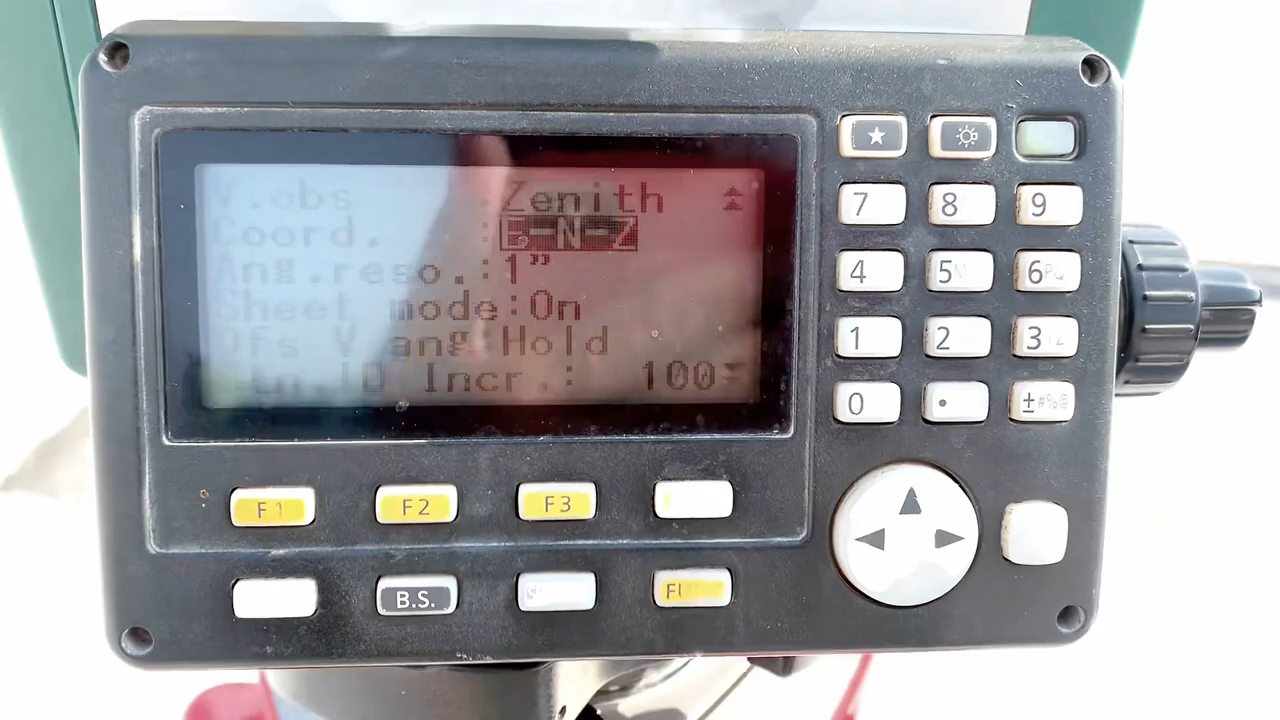 V.obs : Zenith
Coord. : E-N-Z
Ang.reso.: 1"
Sheet mode: On
Ofs V ang Hold
Incr.: 100
7 8 9
4 5 6
1 2 3
0 . ± #%@
F1 F2 F3
B.S.